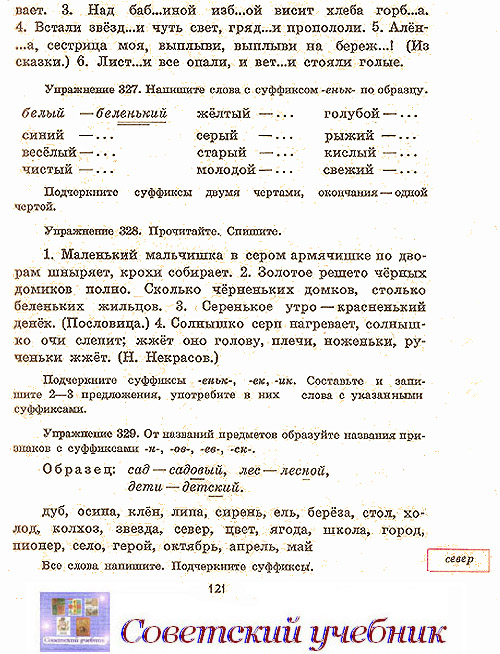 вает. 3. Над баб...иной изб...ой висит хлеба горб...а.
4. Встали звёзд...и чуть свет, гряд...и пропололи. 5. Алён-
...а, сестрица моя, выплыви, выплыви на береж...! (Из
сказки.) 6. Лист...и все опали, и вет...и стояли голые.
Упражнение 327. Напишите слова с суффиксом -еньк- по образцу.
белый — беленький жёлтый —... голубой —...
синий —... серый —... рыжий —...
весёлый —... старый —... кислый —...
чистый —... молодой —... свежий —...
Подчеркните суффиксы двумя чертами, окончания — одной
чертой.
Упражнение 328. Прочитайте. Спишите.
1. Маленький мальчишка в сером армячишке по дво-
рам шныряет, крохи собирает. 2. Золотое решето чёрных
домиков полно. Сколько чёрненьких домков, столько
беленьких жильцов. 3. Серенькое утро — красненький
денёк. (Пословица.) 4. Солнышко серп нагревает, солныш-
ко очи слепит; жжёт оно голову, плечи, ноженьки, ру-
ченьки жжёт. (Н. Некрасов.)
Подчеркните суффиксы -еньк-, -ек, -ик. Составьте и запи-
шите 2—3 предложения, употребите в них слова с указанными
суффиксами.
Упражнение 329. От названий предметов образуйте названия при-
знаков с суффиксами -н-, -ов-, -ев-, -ск-.
Образец: сад — садовый, лес — лесной,
дети — детский.
дуб, осина, клён, липа, сирень, ель, берёза, стол, хо-
лод, колхоз, звезда, север, цвет, ягода, школа, город,
пионер, село, герой, октябрь, апрель, май
Все слова напишите. Подчеркните суффиксы.
север
121
Советский учебник
Советский учебник